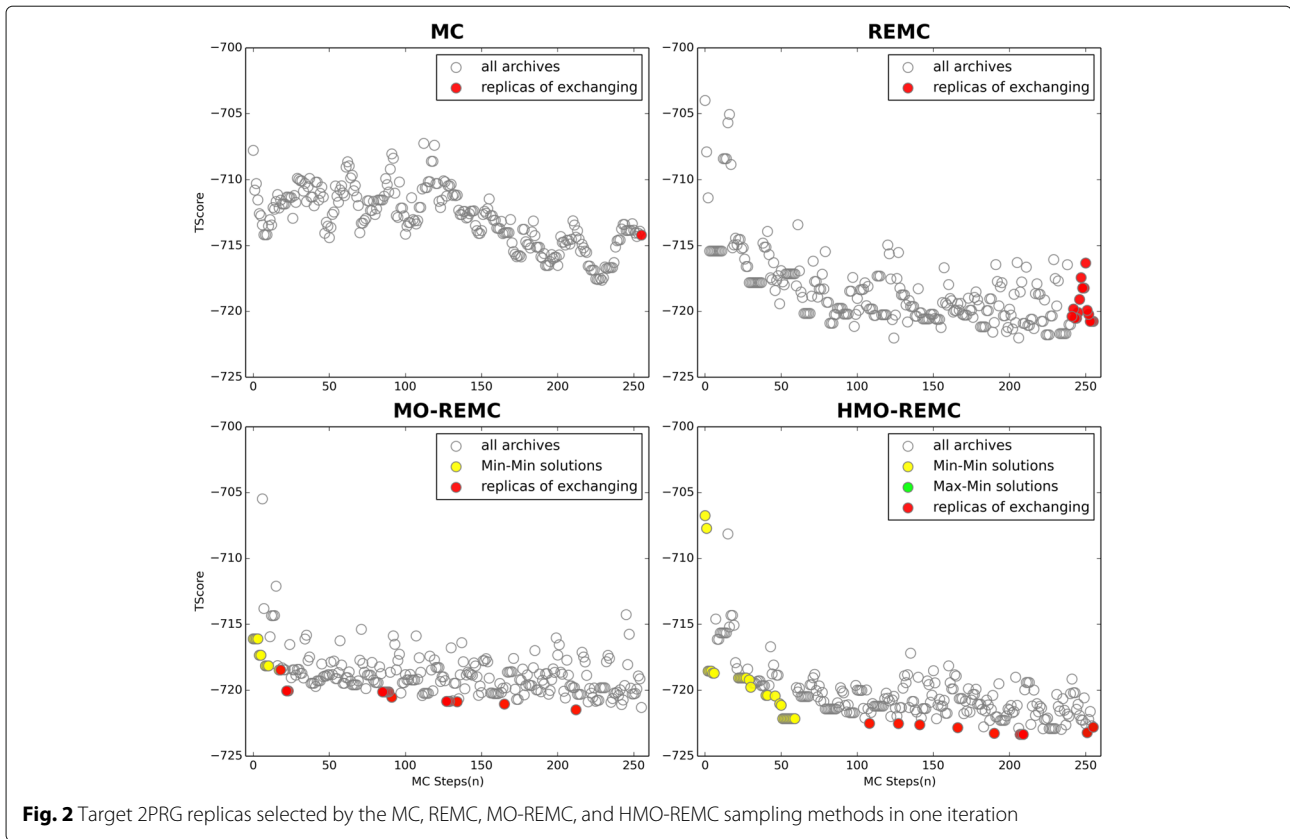 MC
−700
−705
−710
−715
−720
−725
TScore
0 50 100 150 200 250
all archives
replicas of exchanging
REMC
−700
−705
−710
−715
−720
−725
0 50 100 150 200 250
all archives
replicas of exchanging
MO-REMC
−700
−705
−710
−715
−720
−725
TScore
0 50 100 150 200 250
MC Steps(n)
all archives
Min-Min solutions
replicas of exchanging
HMO-REMC
−700
−705
−710
−715
−720
−725
0 50 100 150 200 250
MC Steps(n)
all archives
Min-Min solutions
Max-Min solutions
replicas of exchanging
Fig. 2 Target 2PRG replicas selected by the MC, REMC, MO-REMC, and HMO-REMC sampling methods in one iteration